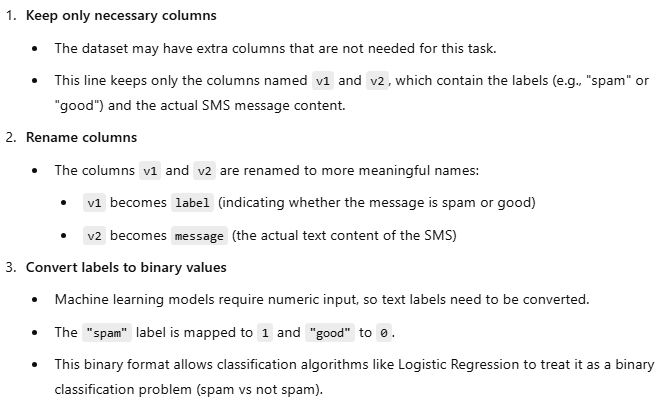 1. Keep only necessary columns
• The dataset may have extra columns that are not needed for this task.
• This line keeps only the columns named v1 and v2, which contain the labels (e.g., "spam" or
"good") and the actual SMS message content.
2. Rename columns
• The columns v1 and v2 are renamed to more meaningful names:
• v1 becomes label (indicating whether the message is spam or good)
• v2 becomes message (the actual text content of the SMS)
3. Convert labels to binary values
• Machine learning models require numeric input, so text labels need to be converted.
• The "spam" label is mapped to 1 and "good" to 0.
• This binary format allows classification algorithms like Logistic Regression to treat it as a binary
classification problem (spam vs not spam).